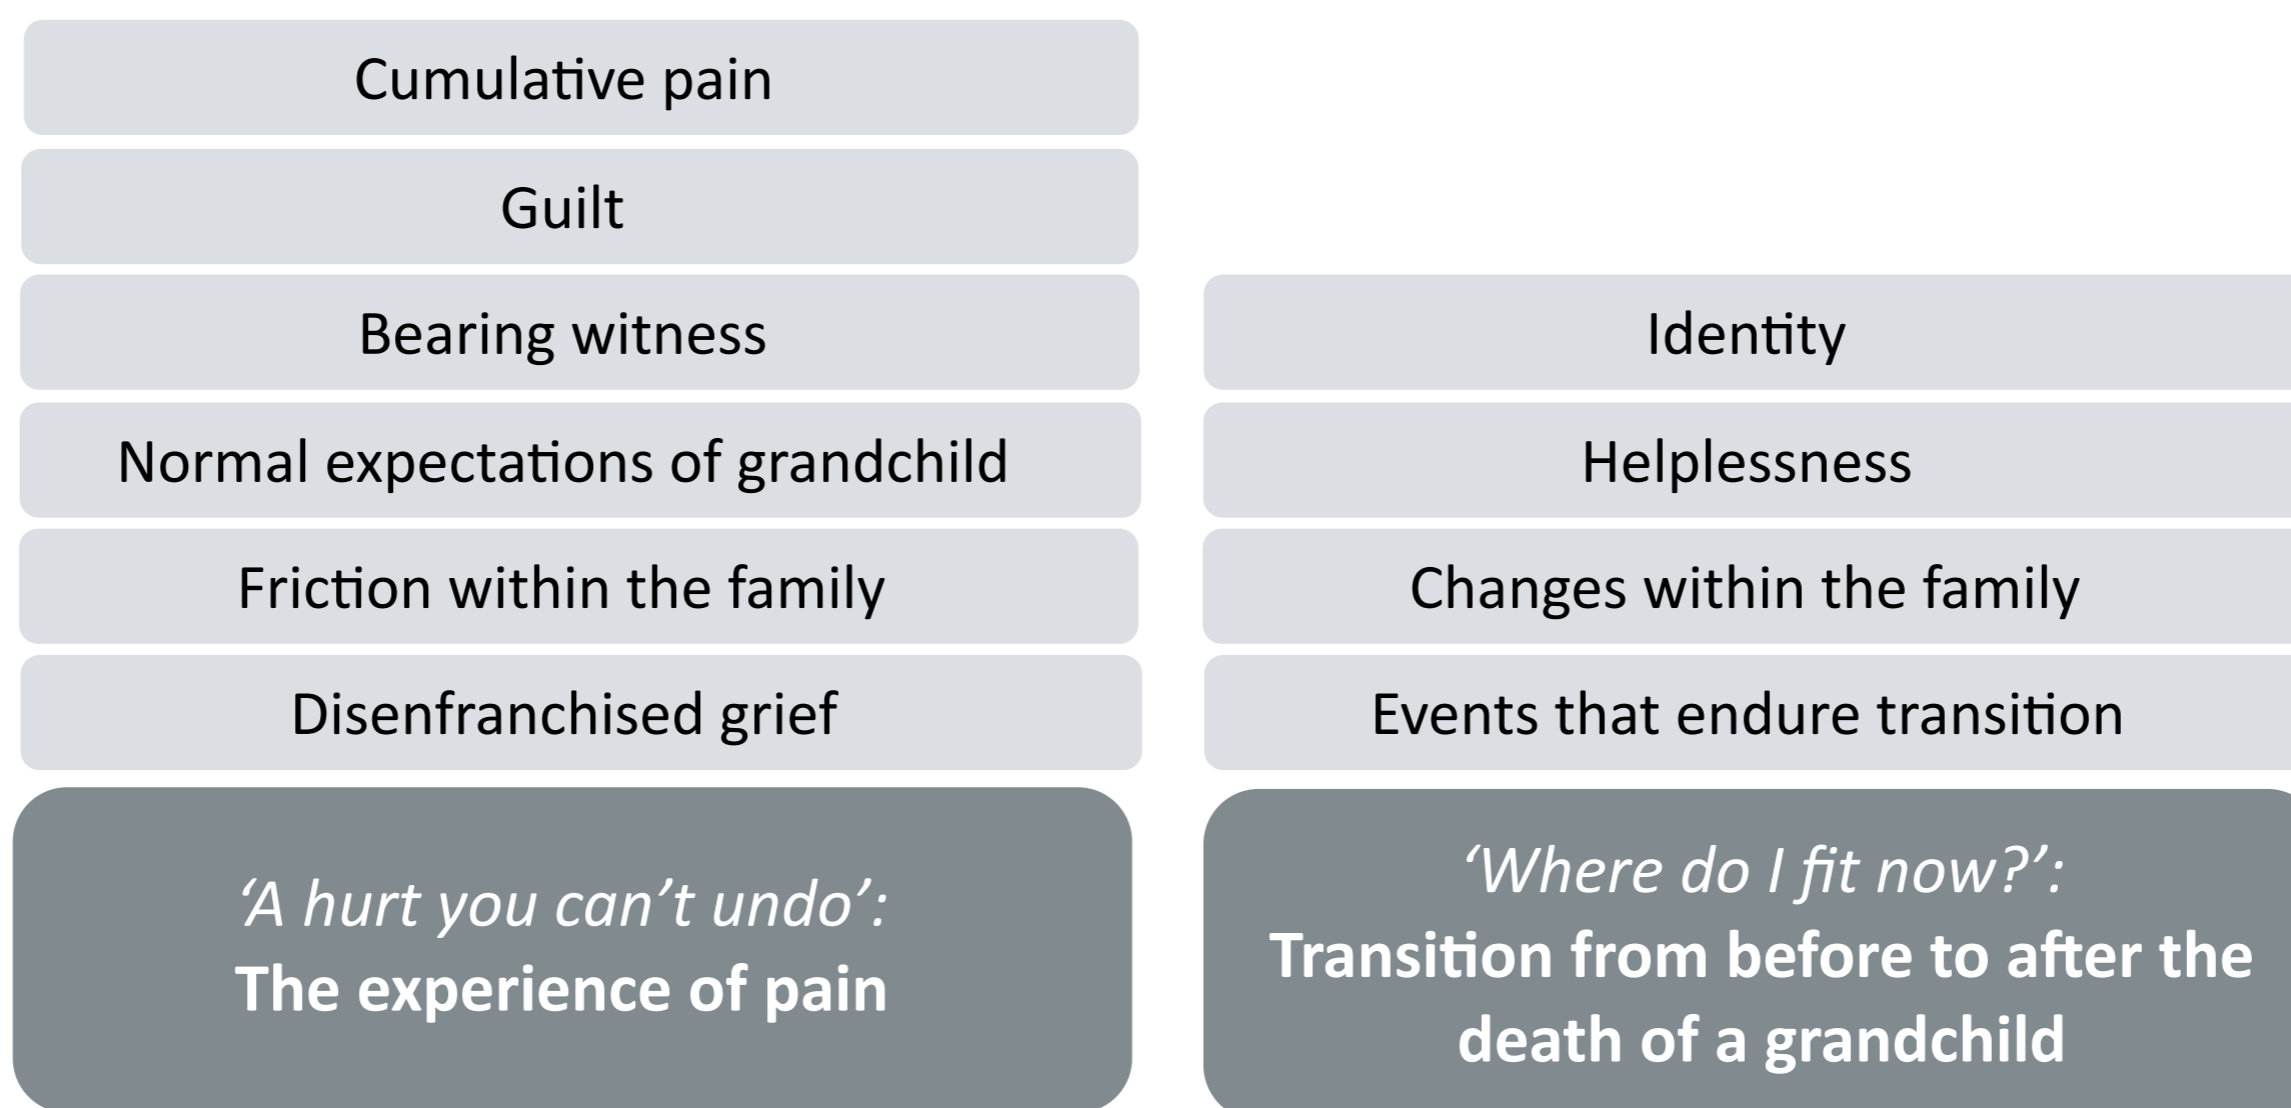 Cumulative pain
Guilt
Bearing witness
Normal expectations of grandchild
Friction within the family
Disenfranchised grief
‘A hurt you can’t undo’:
The experience of pain
Identity
Helplessness
Changes within the family
Events that endure transition
‘Where do I fit now?’:
Transition from before to after the
death of a grandchild